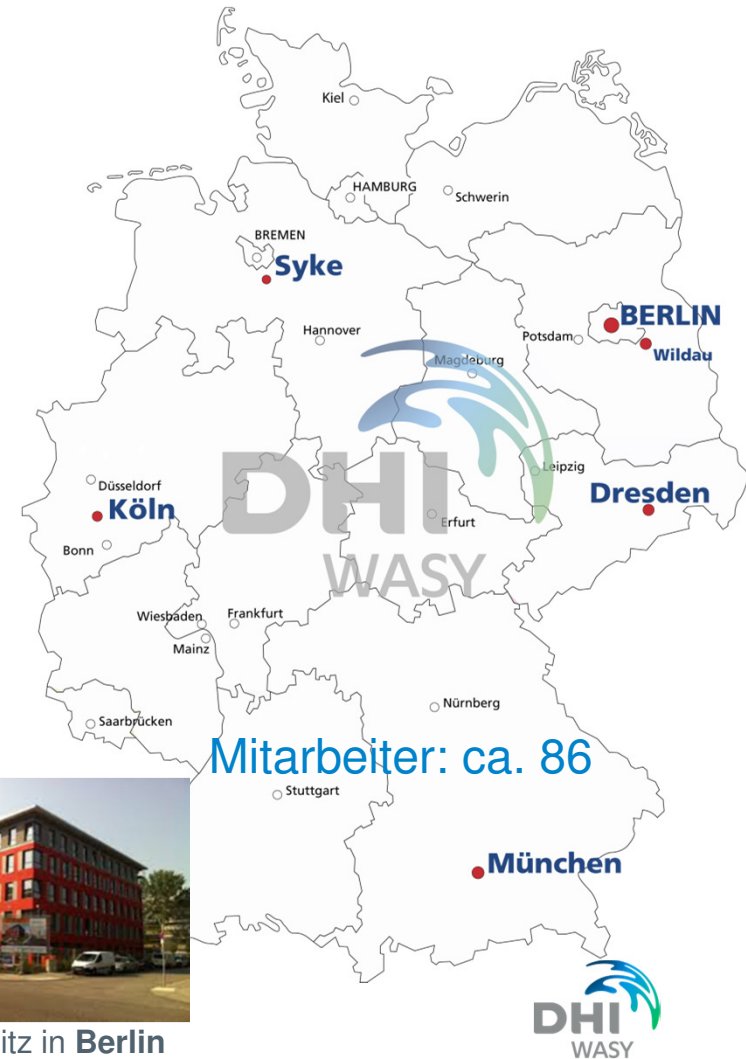 Kiel
HAMBURG
Schwerin
BREMEN
Syke
BERLIN
Hannover
Potsdam
Wildau
Magdeburg
Leipzig
Düsseldorf
Dresden
Köln
Erfurt
Bonn
DHI
WASY
Wiesbaden
Frankfurt
Mainz
Nürnberg
Saarbrücken
Mitarbeiter: ca. 86
Stuttgart
München
DHI
WASY
itz in Berlin